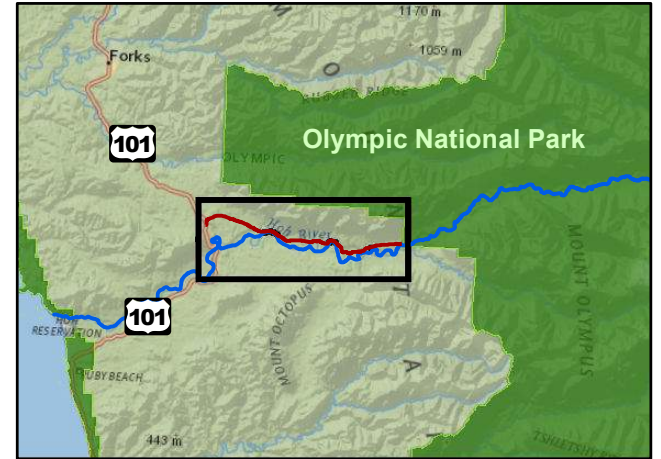 1170 m
Forks
1059 m
101
Olympic National Park
OLYMPIC
Hoh River
MOUNT OLYMPUS
MOUNT OCTOPUS
101
HOH
RESERVATION
RUBY BEACH
443 m